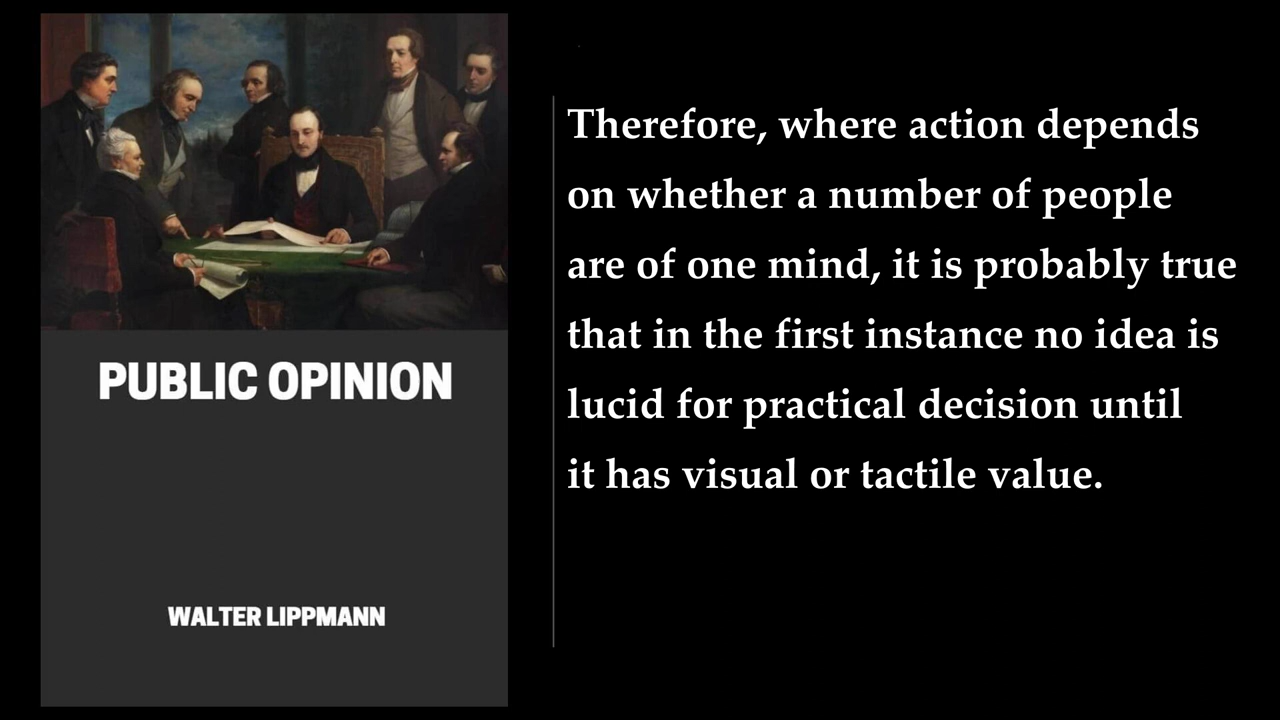 PUBLIC OPINION
WALTER LIPPMANN
Therefore, where action depends
on whether a number of people
are of one mind, it is probably true
that in the first instance no idea is
lucid for practical decision until
it has visual or tactile value.